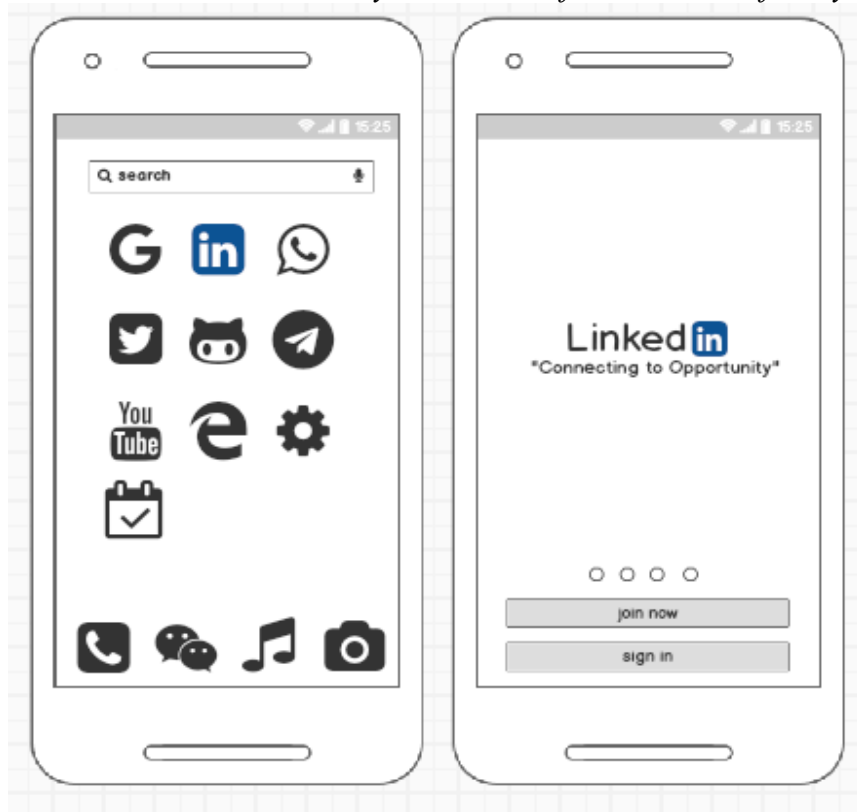 15:25
search
G
in
You
Tube
15:25
Linked in
"Connecting to Opportunity"
join now
sign in